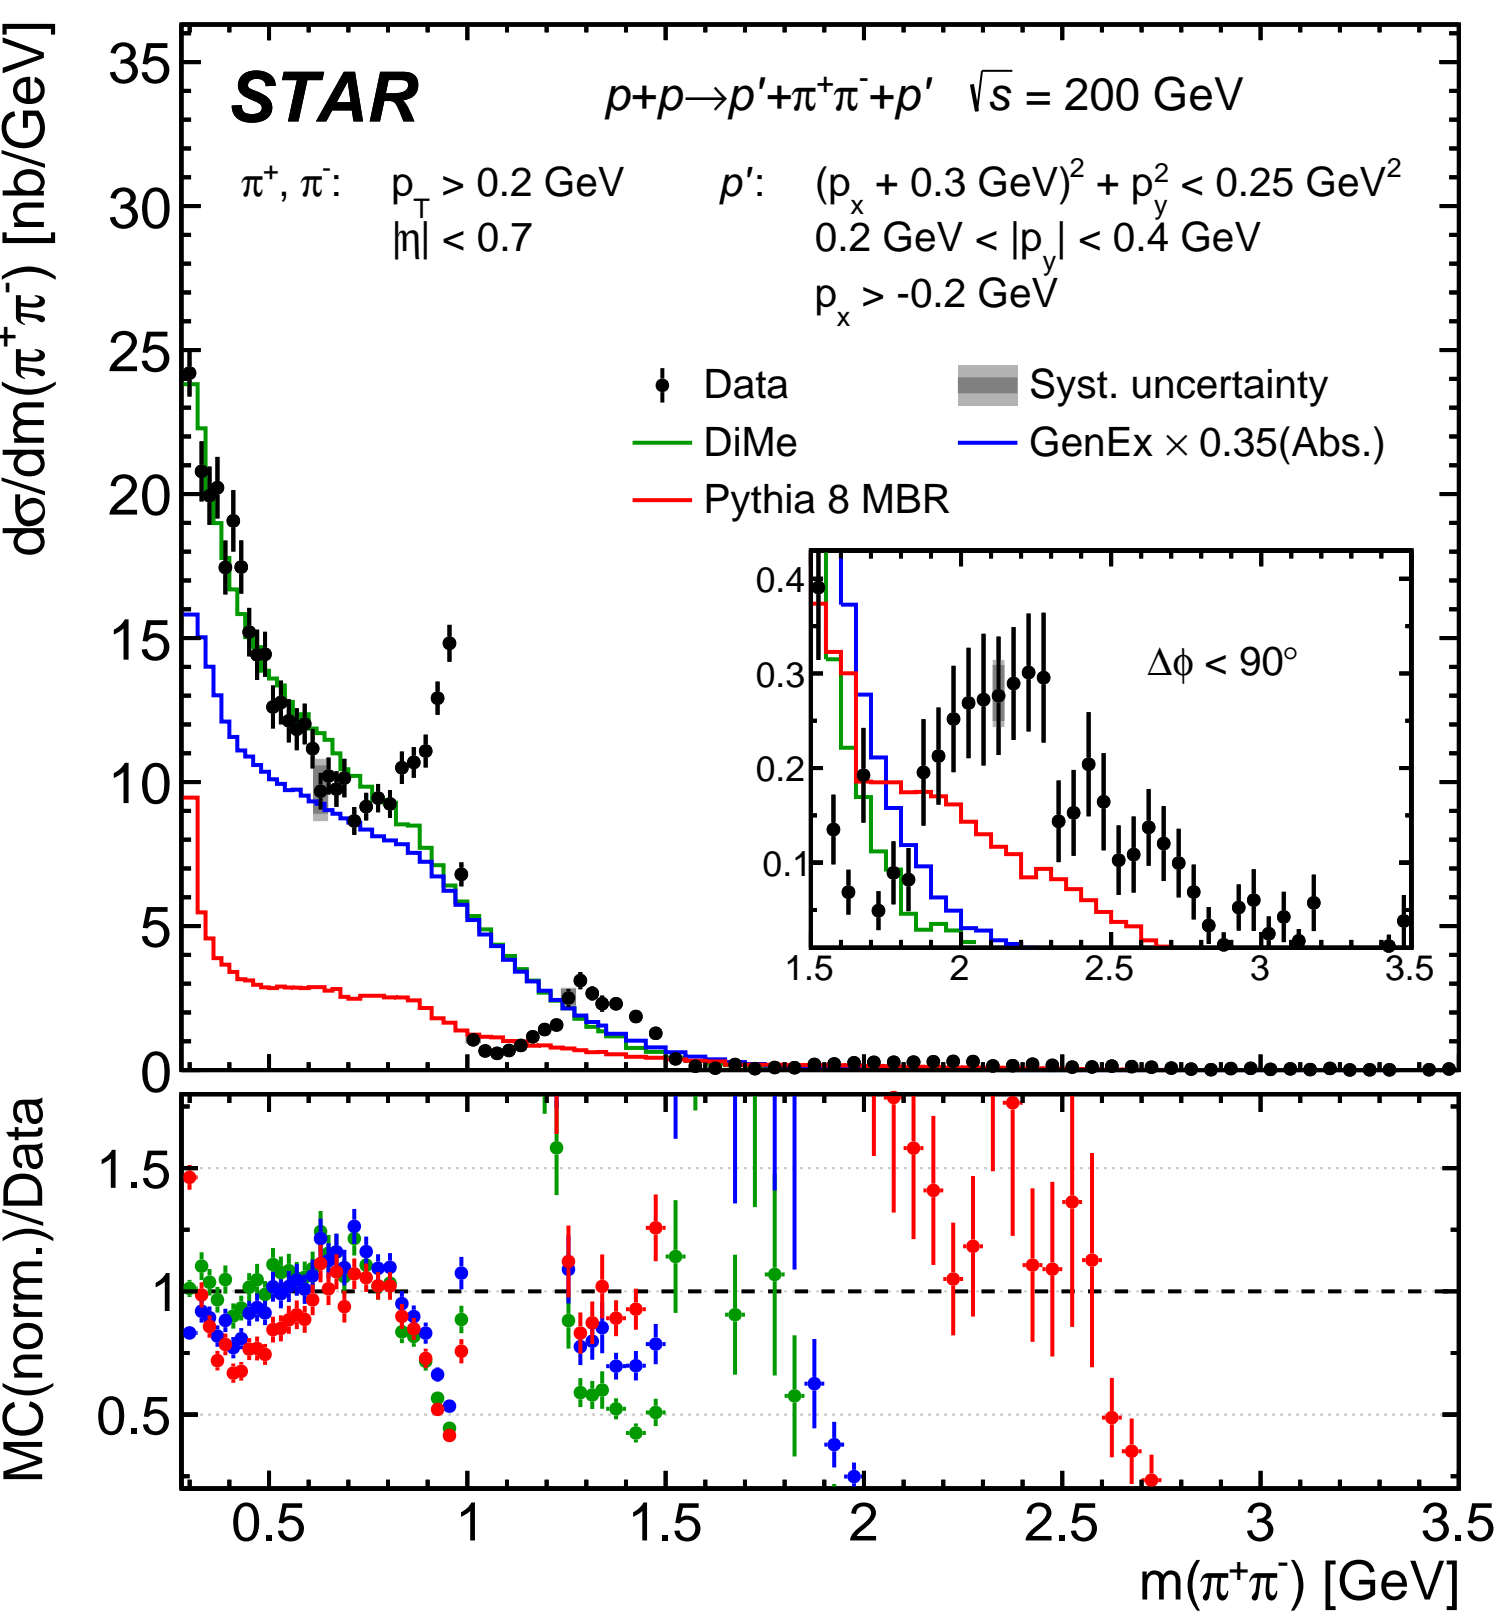 STAR
p+p→p′+π⁺π⁻+p′ √s = 200 GeV
π⁺, π⁻: p_T > 0.2 GeV
|η| < 0.7
p′: (p_x + 0.3 GeV)² + p_y² < 0.25 GeV²
0.2 GeV < |p_y| < 0.4 GeV
p_x > -0.2 GeV
Data
Syst. uncertainty
DiMe
GenEx × 0.35(Abs.)
Pythia 8 MBR
dσ/dm(π⁺π⁻) [nb/GeV]
35
30
25
20
15
10
5
0
Δϕ < 90°
0.4
0.3
0.2
0.1
1.5 2 2.5 3 3.5
MC(norm.)/Data
1.5
1
0.5
0.5 1 1.5 2 2.5 3 3.5
m(π⁺π⁻) [GeV]